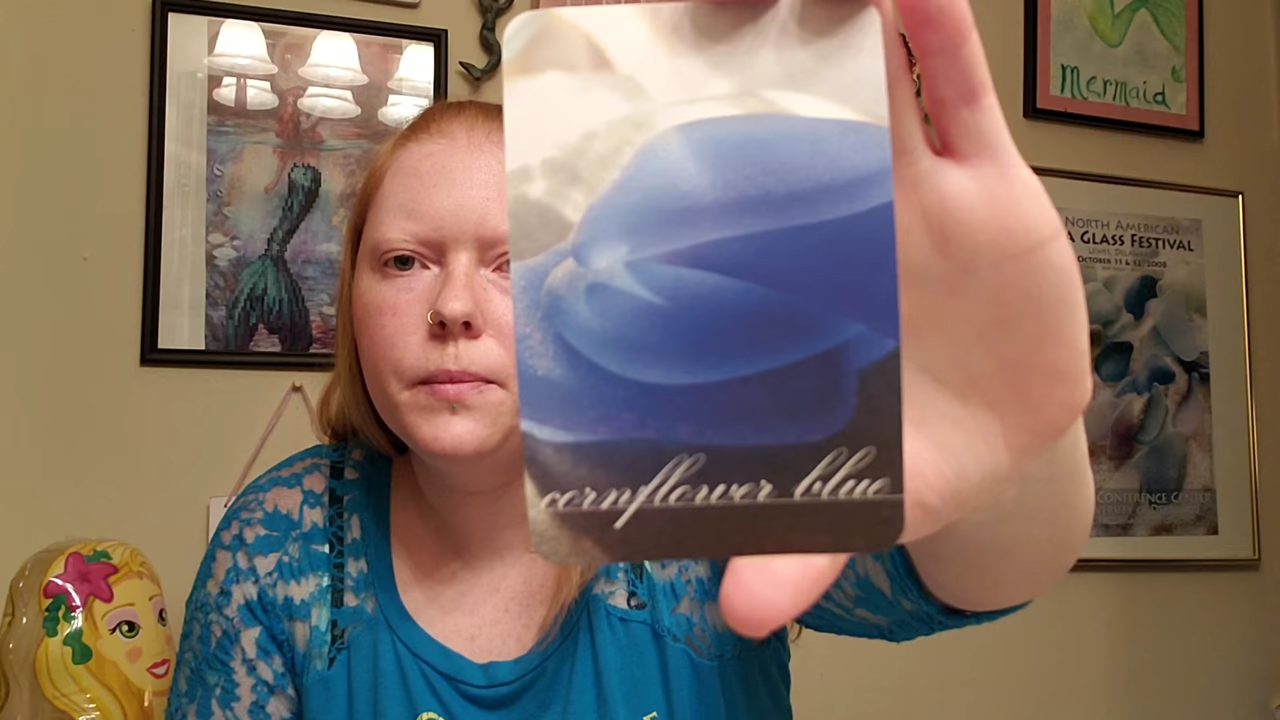 Mermaid
NORTH AMERICAN
A GLASS FESTIVAL
OCTOBER 11 & 12, 2008
CONFERENCE CENTER
cornflower blue